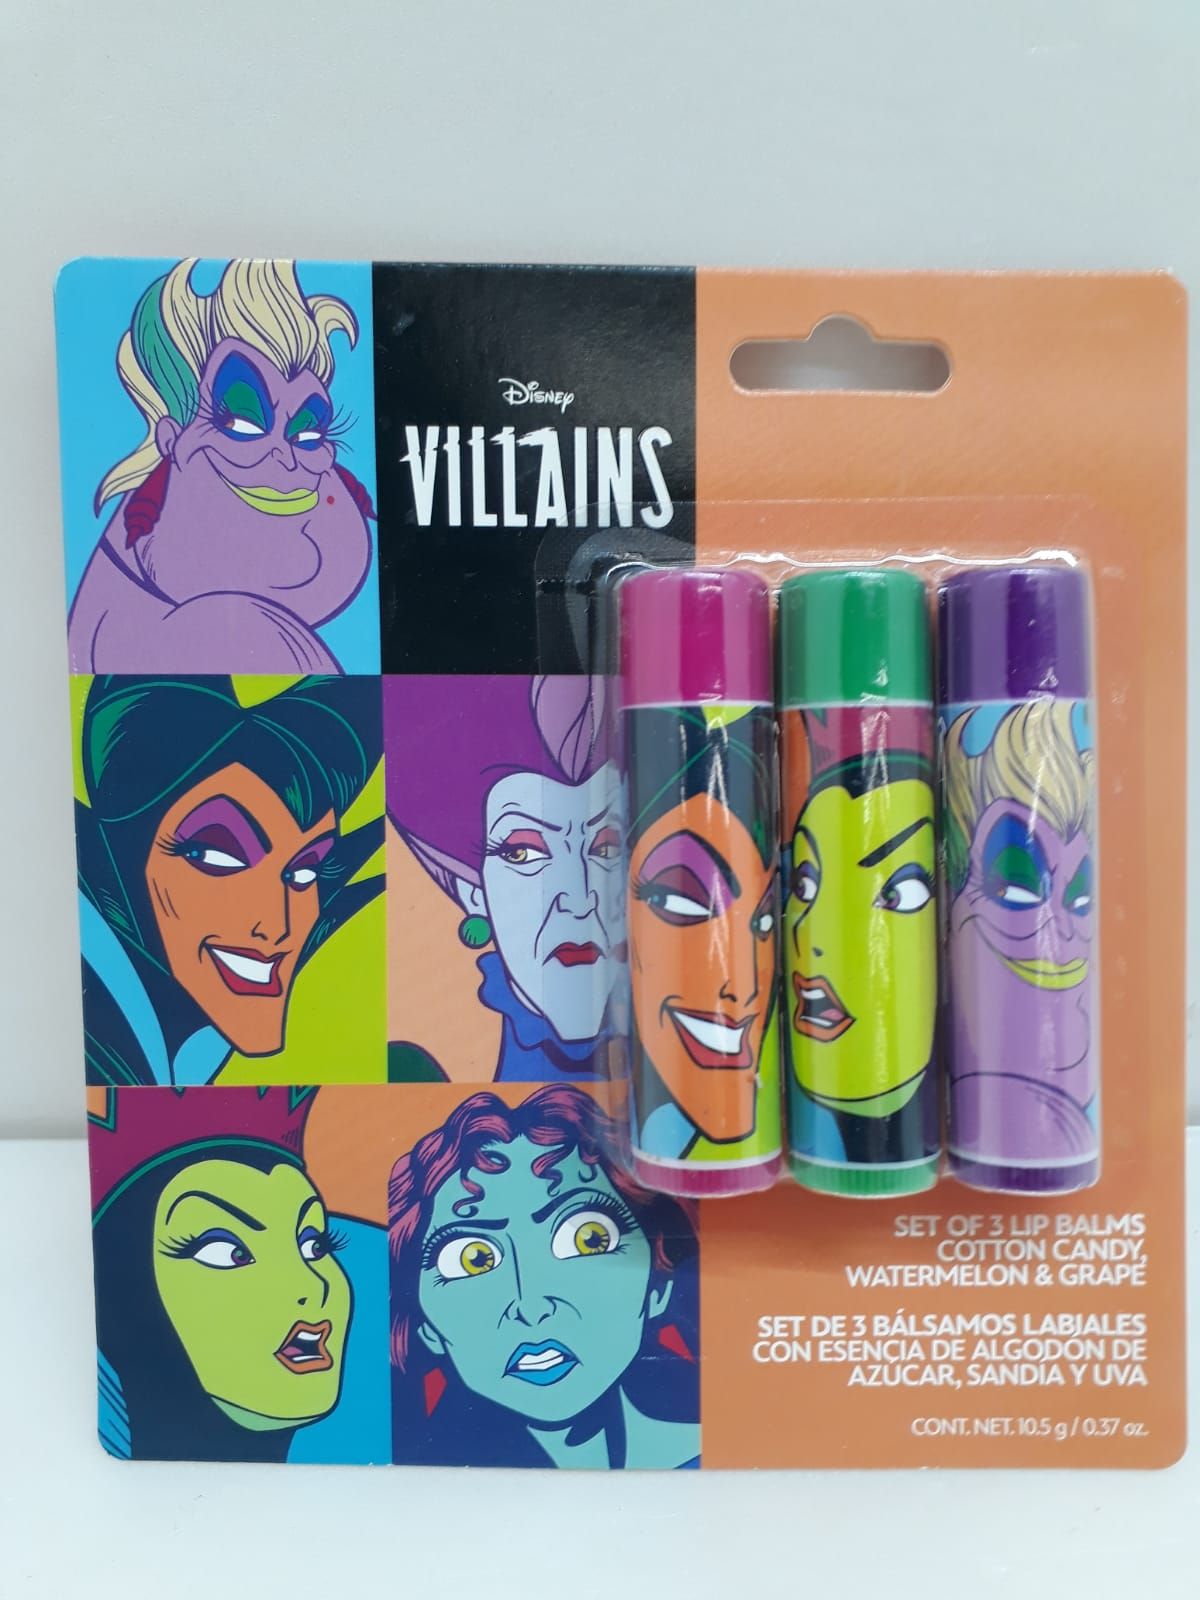 Disney
VILLAINS
SET OF 3 LIP BALMS
COTTON CANDY,
WATERMELON & GRAPE
SET DE 3 BÁLSAMOS LABIALES
CON ESENCIA DE ALGODÓN DE
AZÚCAR, SANDÍA Y UVA
CONT. NET. 10.5 g / 0.37 oz.